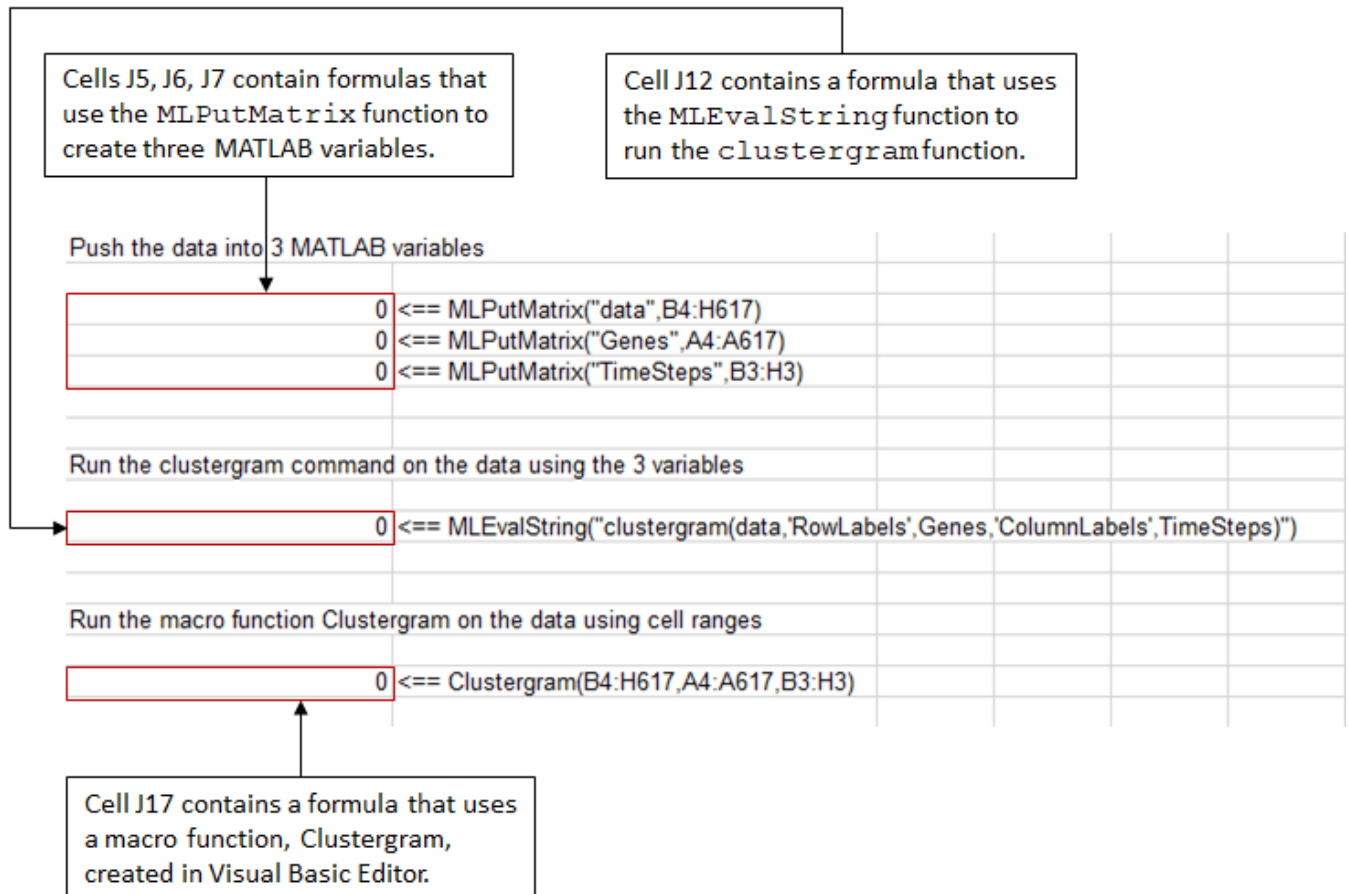 Cells J5, J6, J7 contain formulas that
use the MLPutMatrix function to
create three MATLAB variables.
Cell J12 contains a formula that uses
the MLEvalString function to
run the clustergram function.
Push the data into 3 MATLAB variables
0 <== MLPutMatrix("data",B4:H617)
0 <== MLPutMatrix("Genes",A4:A617)
0 <== MLPutMatrix("TimeSteps",B3:H3)
Run the clustergram command on the data using the 3 variables
0 <== MLEvalString("clustergram(data,'RowLabels',Genes,'ColumnLabels',TimeSteps)")
Run the macro function Clustergram on the data using cell ranges
0 <== Clustergram(B4:H617,A4:A617,B3:H3)
Cell J17 contains a formula that uses
a macro function, Clustergram,
created in Visual Basic Editor.